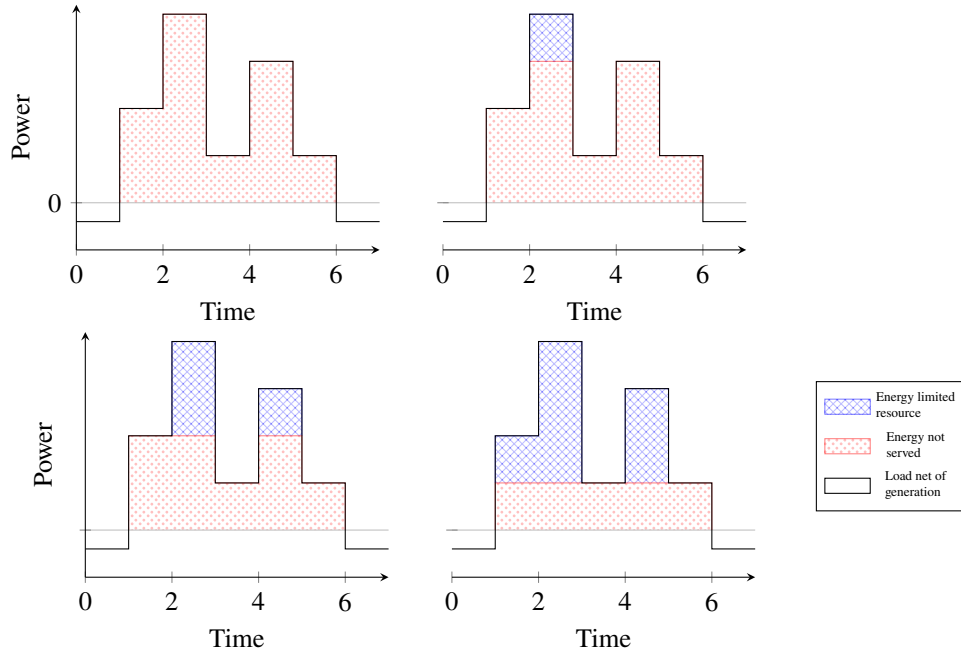 Power
0
0 2 4 6
Time
0 2 4 6
Time
Power
0 2 4 6
Time
0 2 4 6
Time
Energy limited
resource
Energy not
served
Load net of
generation